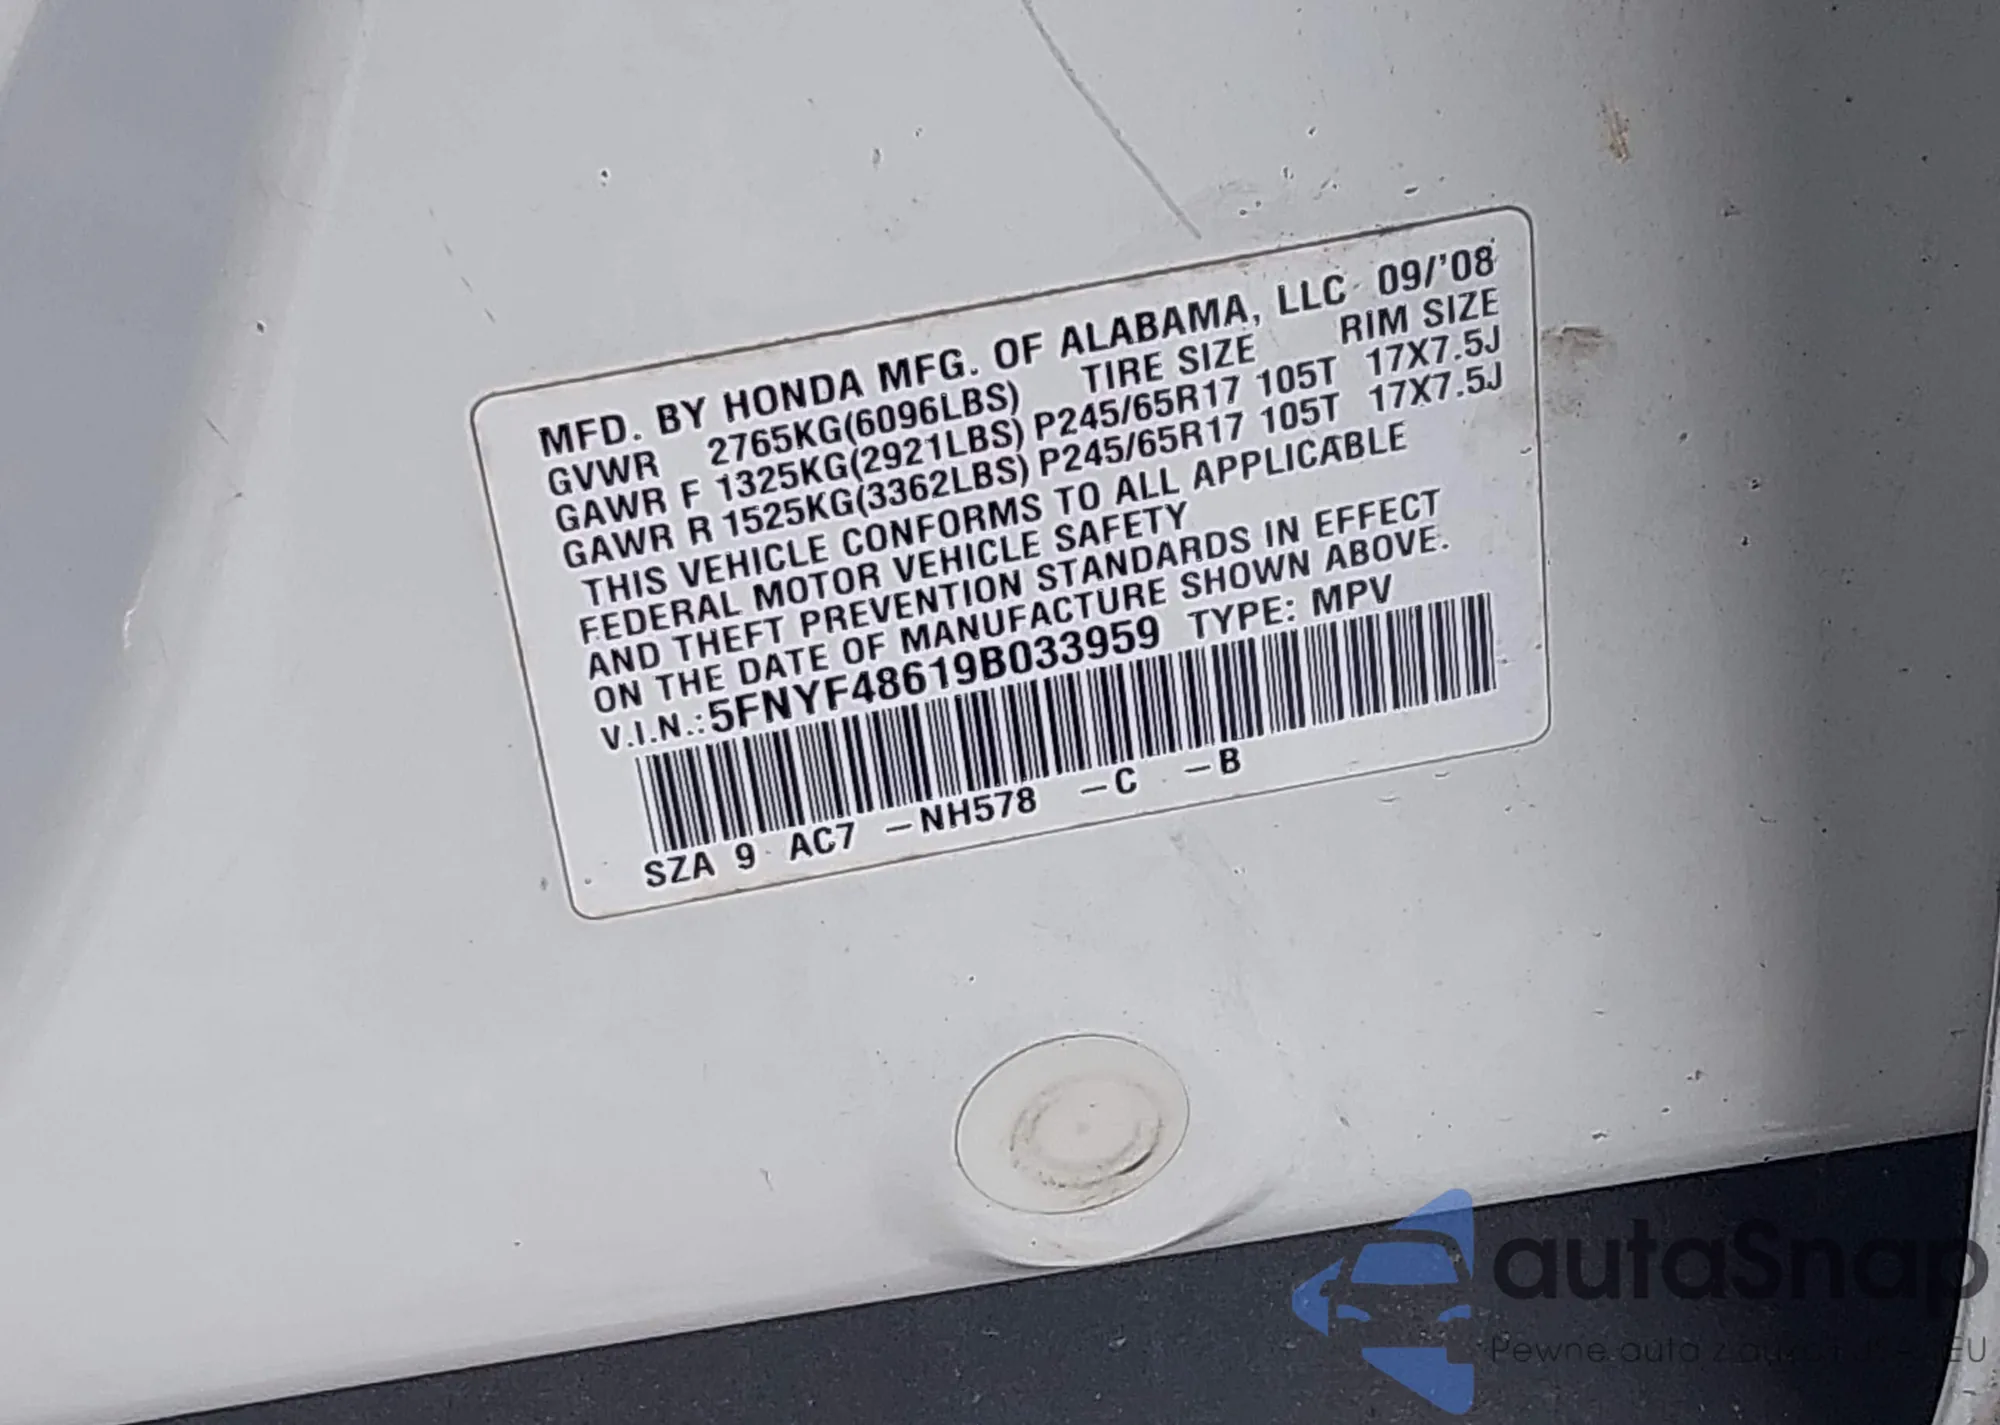 MFD. BY HONDA MFG. OF ALABAMA, LLC 09/'08
GVWR 2765KG(6096LBS) TIRE SIZE RIM SIZE
GAWR F 1325KG(2921LBS) P245/65R17 105T 17X7.5J
GAWR R 1525KG(3362LBS) P245/65R17 105T 17X7.5J
THIS VEHICLE CONFORMS TO ALL APPLICABLE
FEDERAL MOTOR VEHICLE SAFETY
AND THEFT PREVENTION STANDARDS IN EFFECT
ON THE DATE OF MANUFACTURE SHOWN ABOVE.
V.I.N.: 5FNYF48619B033959 TYPE: MPV
SZA 9 AC7 –NH578 –C –B
autaSnap
Pewne auta z
EU